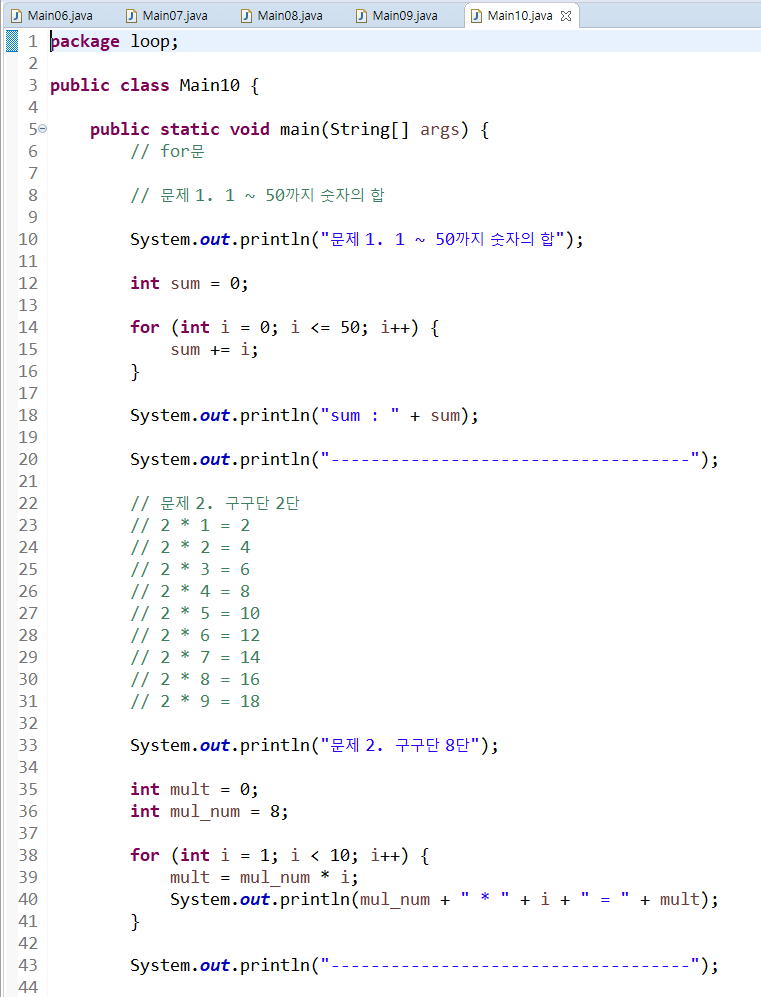 Main06.java Main07.java Main08.java Main09.java Main10.java
1 package loop;
2
3 public class Main10 {
4
5     public static void main(String[] args) {
6         // for문
7
8         // 문제 1. 1 ~ 50까지 숫자의 합
9
10         System.out.println("문제 1. 1 ~ 50까지 숫자의 합");
11
12         int sum = 0;
13
14         for (int i = 0; i <= 50; i++) {
15             sum += i;
16         }
17
18         System.out.println("sum : " + sum);
19
20         System.out.println("------------------------------------");
21
22         // 문제 2. 구구단 2단
23         // 2 * 1 = 2
24         // 2 * 2 = 4
25         // 2 * 3 = 6
26         // 2 * 4 = 8
27         // 2 * 5 = 10
28         // 2 * 6 = 12
29         // 2 * 7 = 14
30         // 2 * 8 = 16
31         // 2 * 9 = 18
32
33         System.out.println("문제 2. 구구단 8단");
34
35         int mult = 0;
36         int mul_num = 8;
37
38         for (int i = 1; i < 10; i++) {
39             mult = mul_num * i;
40             System.out.println(mul_num + " * " + i + " = " + mult);
41         }
42
43         System.out.println("------------------------------------");
44